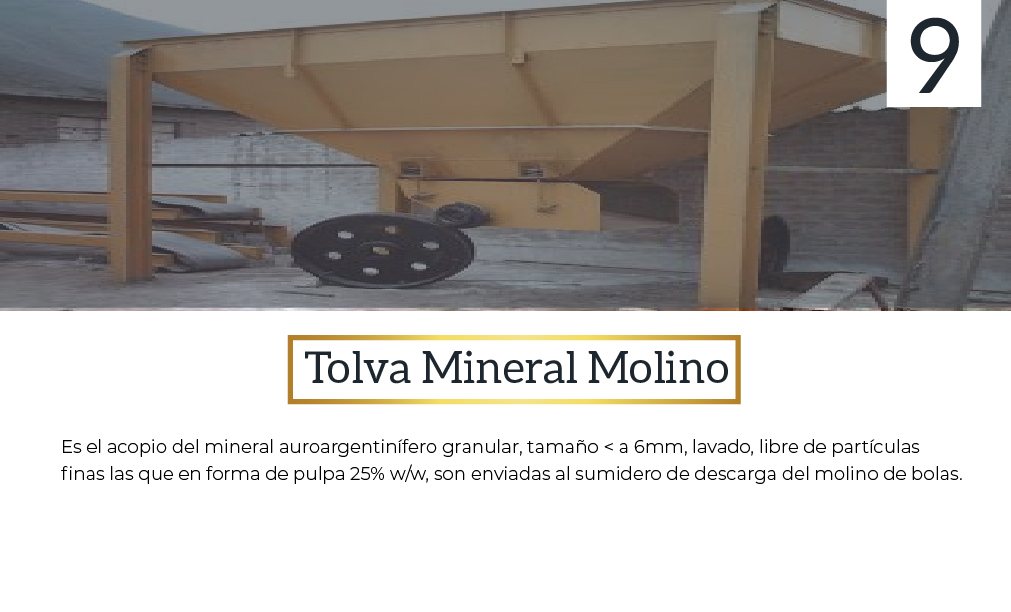 9
Tolva Mineral Molino
Es el acopio del mineral auroargentinífero granular, tamaño < a 6mm, lavado, libre de partículas
finas las que en forma de pulpa 25% w/w, son enviadas al sumidero de descarga del molino de bolas.